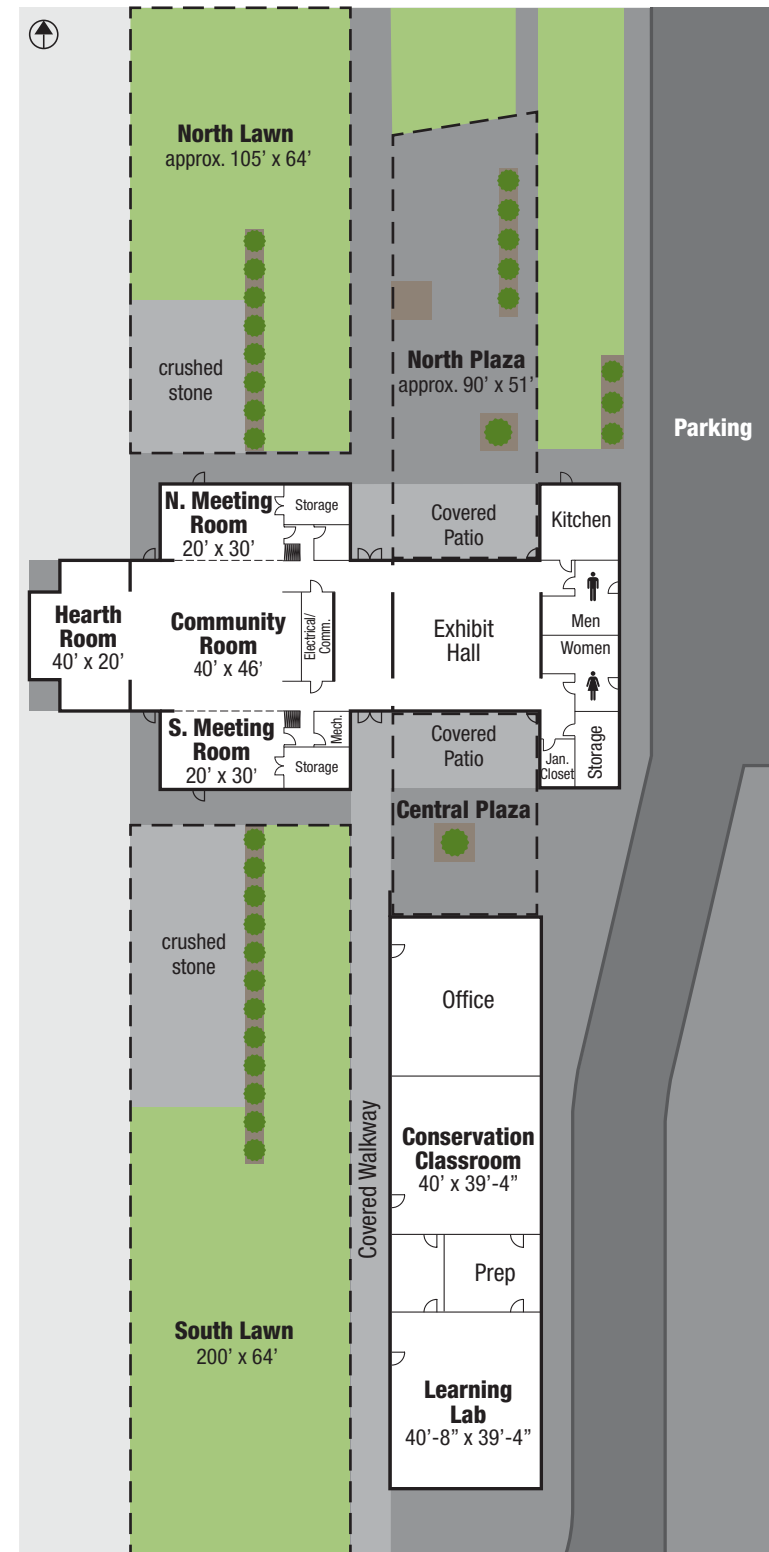 North Lawn
approx. 105’ x 64’
crushed
stone
North Plaza
approx. 90’ x 51’
Parking
N. Meeting
Room
20’ x 30’
Storage
Covered
Patio
Kitchen
Hearth
Room
40’ x 20’
Community
Room
40’ x 46’
Electrical/
Comm.
Exhibit
Hall
Men
Women
S. Meeting
Room
20’ x 30’
Mech.
Storage
Covered
Patio
Jan.
Closet
Storage
Central Plaza
crushed
stone
Office
Covered Walkway
Conservation
Classroom
40’ x 39’-4”
Prep
South Lawn
200’ x 64’
Learning
Lab
40’-8” x 39’-4”